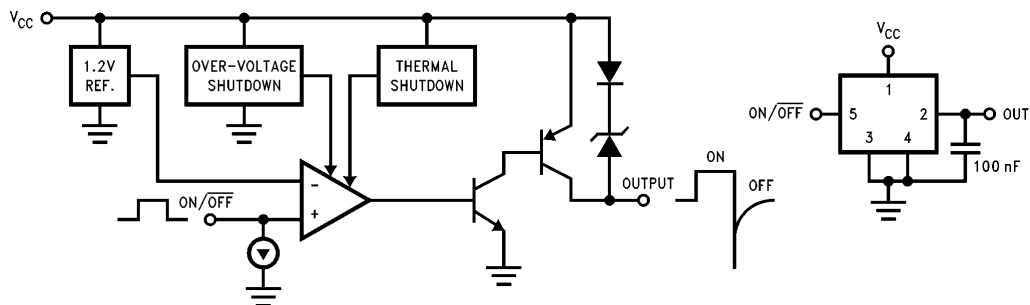 VCC
1.2V
REF.
OVER-VOLTAGE
SHUTDOWN
THERMAL
SHUTDOWN
−
+
ON/OFF
OUTPUT
ON
OFF
VCC
1
ON/OFF
5
2
OUT
3
4
100 nF